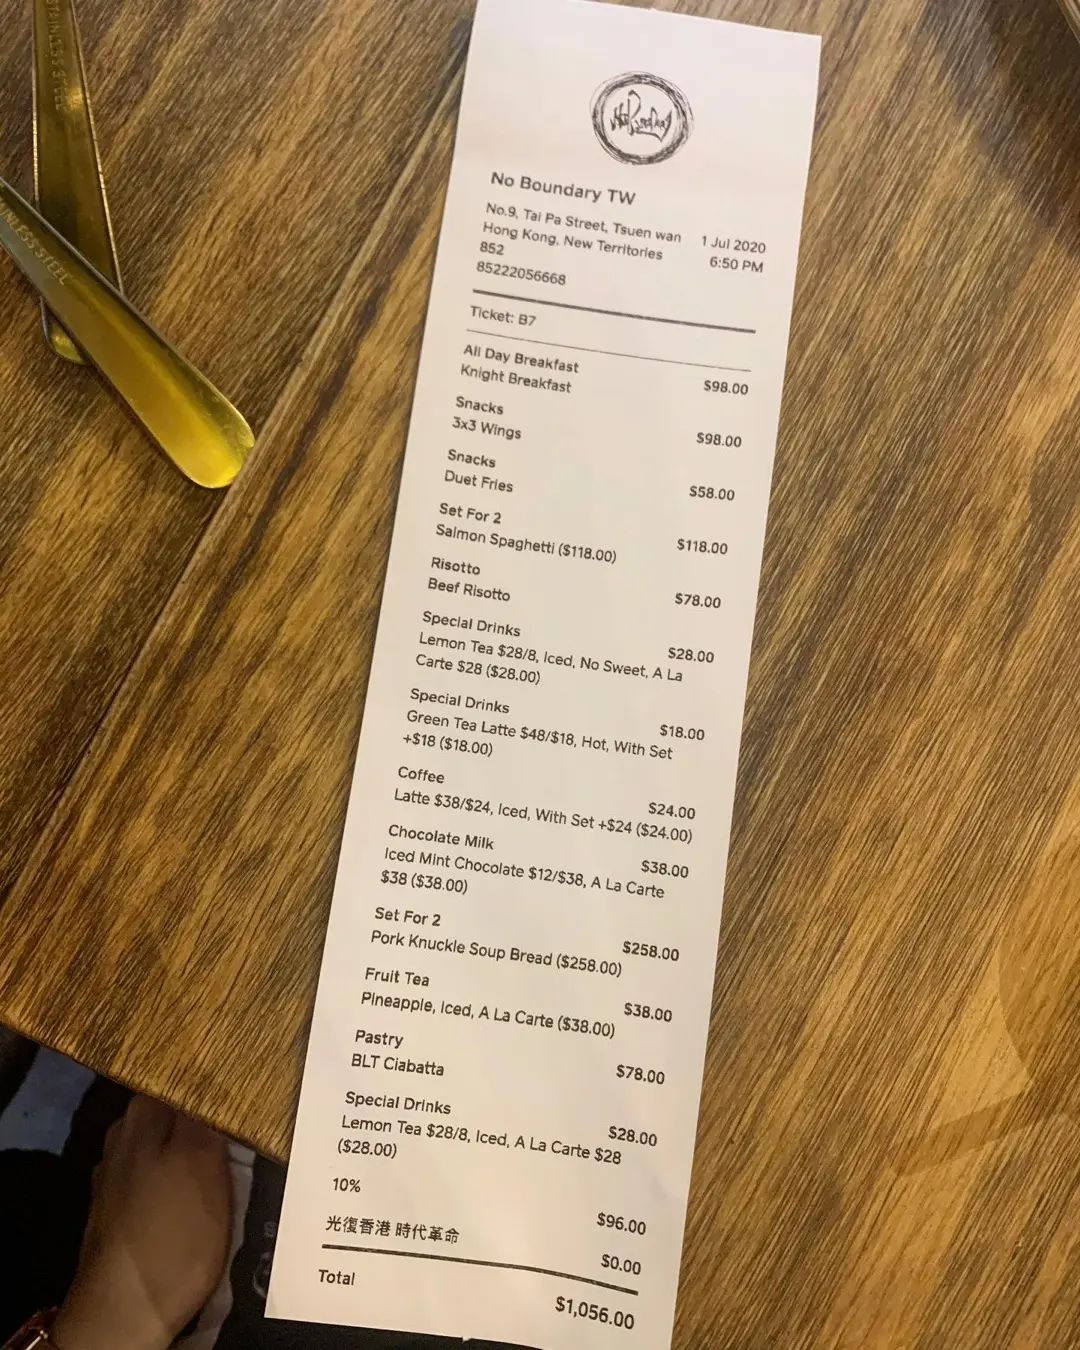 STAINLESS STEEL
STAINLESS STEEL
No Boundary
No Boundary TW
No.9, Tai Pa Street, Tsuen wan
Hong Kong, New Territories
852
85222056668
1 Jul 2020
6:50 PM
Ticket: B7
All Day Breakfast
Knight Breakfast $98.00
Snacks
3x3 Wings $98.00
Snacks
Duet Fries $58.00
Set For 2 $118.00
Salmon Spaghetti ($118.00)
Risotto
Beef Risotto $78.00
Special Drinks $28.00
Lemon Tea $28/8, Iced, No Sweet, A La
Carte $28 ($28.00)
Special Drinks $18.00
Green Tea Latte $48/$18, Hot, With Set
+$18 ($18.00)
Coffee $24.00
Latte $38/$24, Iced, With Set +$24 ($24.00)
Chocolate Milk $38.00
Iced Mint Chocolate $12/$38, A La Carte
$38 ($38.00)
Set For 2 $258.00
Pork Knuckle Soup Bread ($258.00)
Fruit Tea $38.00
Pineapple, Iced, A La Carte ($38.00)
Pastry
BLT Ciabatta $78.00
Special Drinks $28.00
Lemon Tea $28/8, Iced, A La Carte $28
($28.00)
10% $96.00
光復香港 時代革命 $0.00
Total $1,056.00